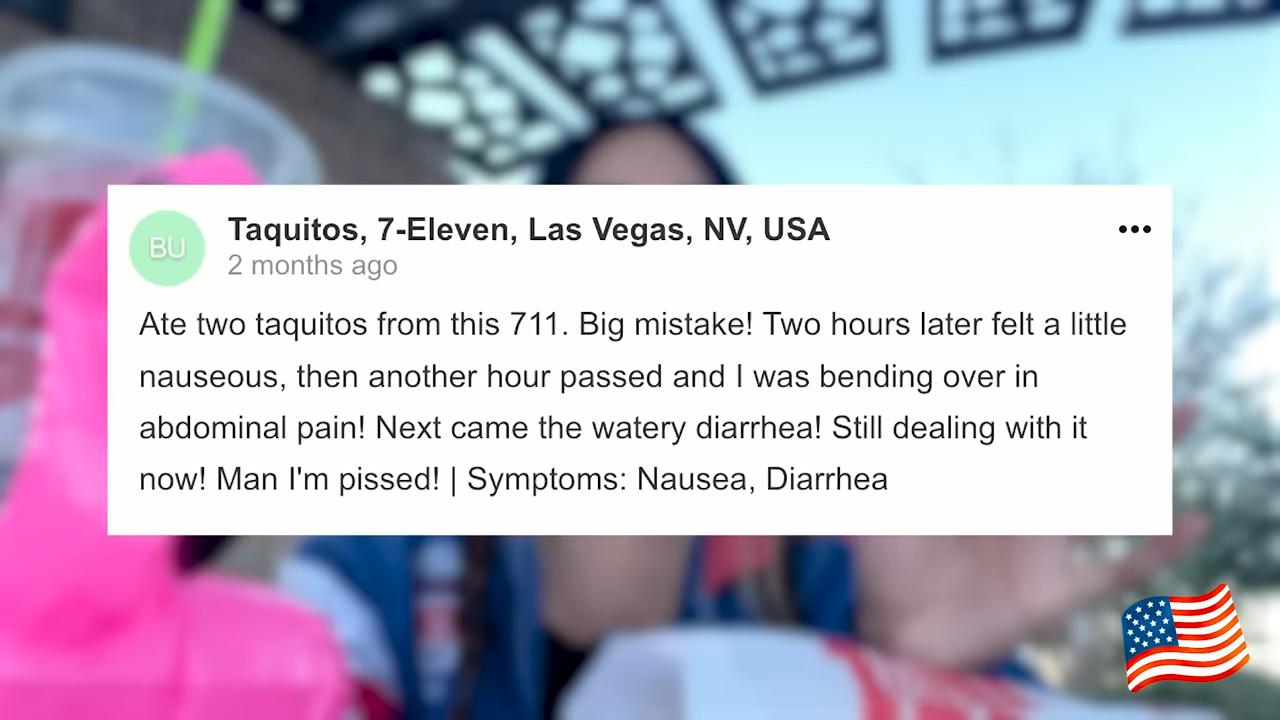 BU
Taquitos, 7-Eleven, Las Vegas, NV, USA
2 months ago
Ate two taquitos from this 711. Big mistake! Two hours later felt a little
nauseous, then another hour passed and I was bending over in
abdominal pain! Next came the watery diarrhea! Still dealing with it
now! Man I'm pissed! | Symptoms: Nausea, Diarrhea